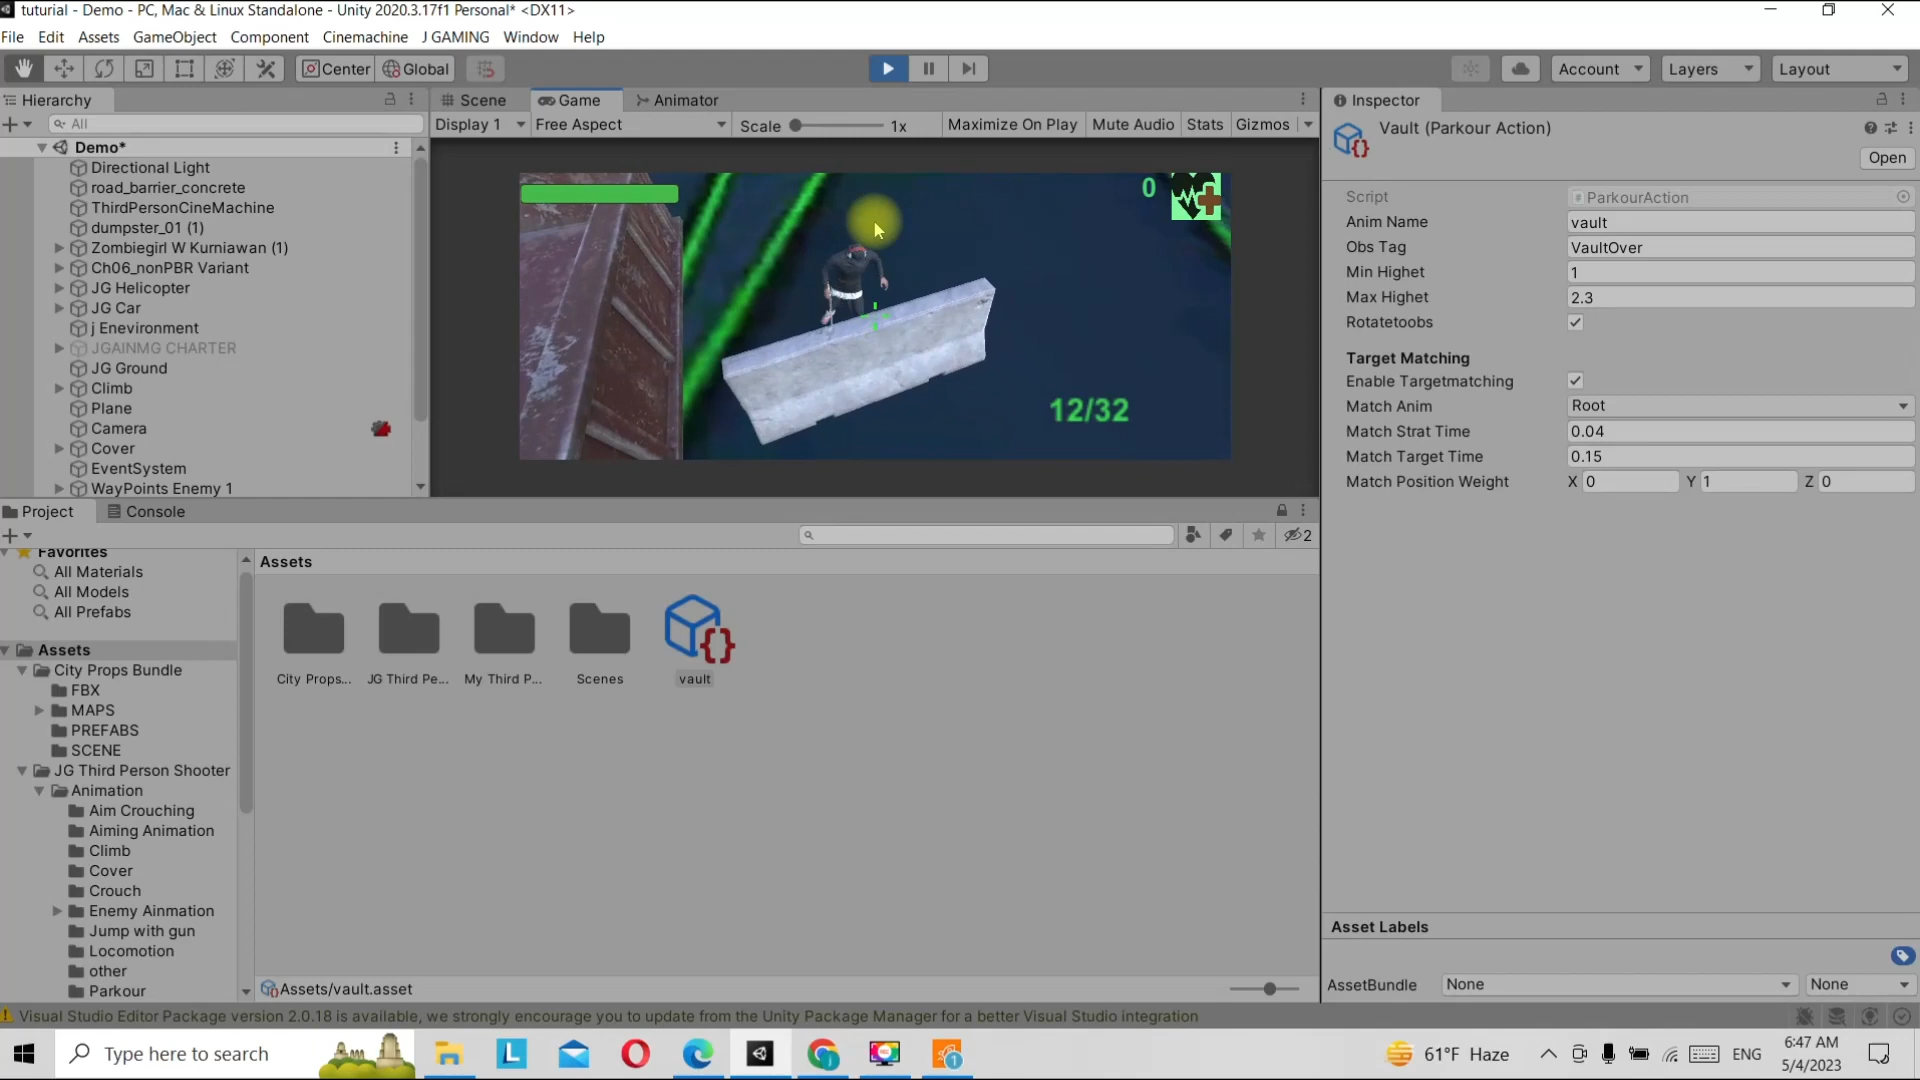 tuturial - Demo - PC, Mac & Linux Standalone - Unity 2020.3.17f1 Personal* <DX11>
File Edit Assets GameObject Component Cinemachine J GAMING Window Help
Center Global Account Layers Layout
Hierarchy
All
Demo*
Directional Light
road_barrier_concrete
ThirdPersonCineMachine
dumpster_01 (1)
Zombiegirl W Kurniawan (1)
Ch06_nonPBR Variant
JG Helicopter
JG Car
j Enevironment
JGAINMG CHARTER
JG Ground
Climb
Plane
Camera
Cover
EventSystem
WayPoints Enemy 1
Scene Game Animator
Display 1 Free Aspect Scale 1x Maximize On Play Mute Audio Stats Gizmos
0
12/32
Inspector
Vault (Parkour Action)
Open
Script ParkourAction
Anim Name vault
Obs Tag VaultOver
Min Highet 1
Max Highet 2.3
Rotatetoobs
Target Matching
Enable Targetmatching
Match Anim Root
Match Strat Time 0.04
Match Target Time 0.15
Match Position Weight X 0 Y 1 Z 0
Project Console
2
Favorites
All Materials
All Models
All Prefabs
Assets
City Props Bundle
FBX
MAPS
PREFABS
SCENE
JG Third Person Shooter
Animation
Aim Crouching
Aiming Animation
Climb
Cover
Crouch
Enemy Ainmation
Jump with gun
Locomotion
other
Parkour
Assets
City Props... JG Third Pe... My Third P... Scenes vault
Assets/vault.asset
Asset Labels
AssetBundle None None
Visual Studio Editor Package version 2.0.18 is available, we strongly encourage you to update from the Unity Package Manager for a better Visual Studio integration
Type here to search
L
1
61°F Haze
ENG
6:47 AM
5/4/2023